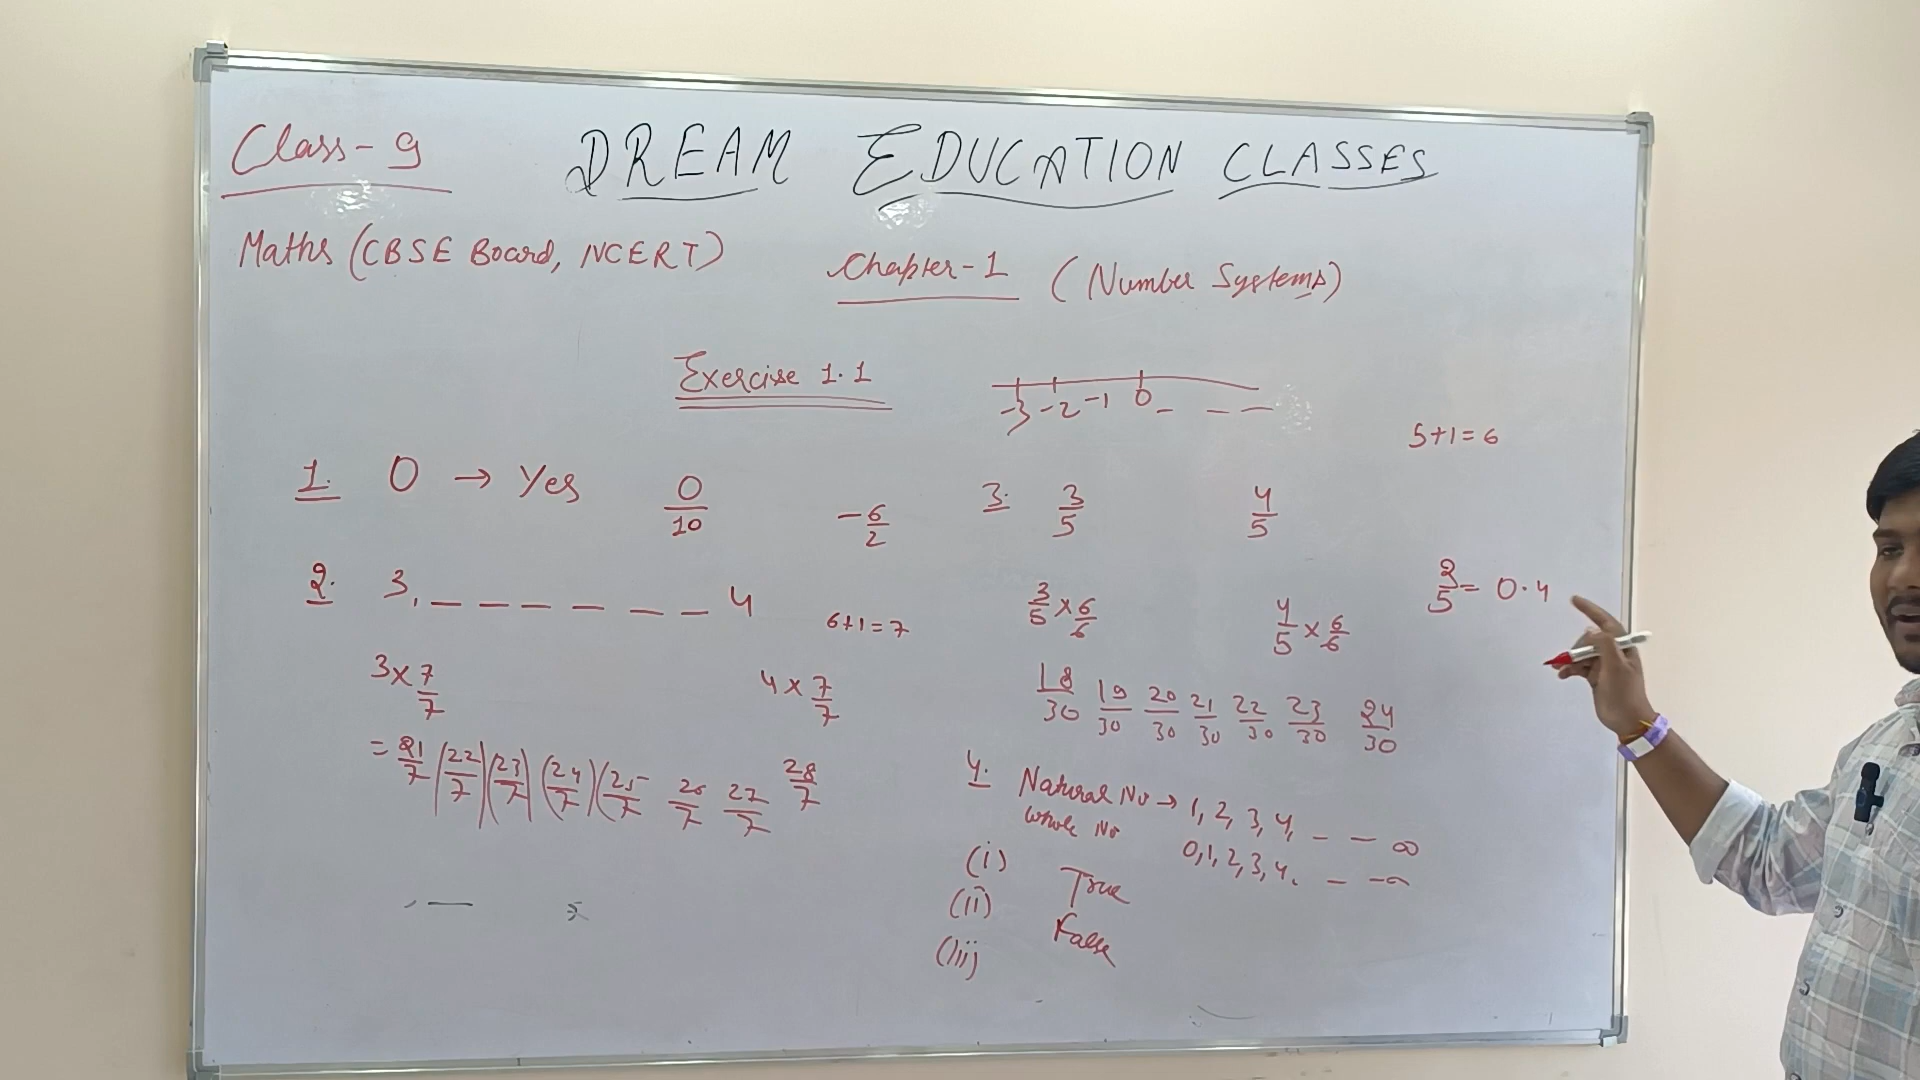 Class-9
DREAM EDUCATION CLASSES
Maths (CBSE Board, NCERT)
Chapter-1 (Number Systems)
Exercise 1.1
-3 -2 -1 0 _ _ _
5+1=6
1. 0 → Yes 0/10 -6/2
2. 3, _ _ _ _ _ _ 4
6+1=7
3×7/7 4×7/7
= 21/7 (22/7) (23/7) (24/7) (25/7 26/7 27/7 28/7
3. 3/5 4/5
3/5×6/6 4/5×6/6
2/5= 0.4
18/30 19/30 20/30 21/30 22/30 23/30 24/30
4. Natural No → 1, 2, 3, 4, _ _ ∞
Whole No 0, 1, 2, 3, 4, _ _ ∞
(i) True
(ii) False
(iii)